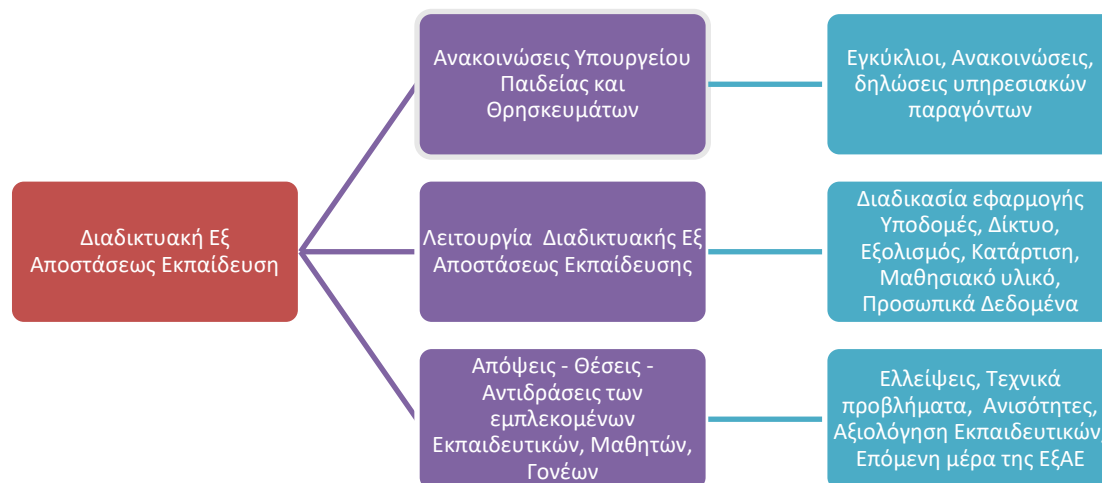 Διαδικτυακή Εξ
Αποστάσεως Εκπαίδευση
Ανακοινώσεις Υπουργείου
Παιδείας και
Θρησκευμάτων
Εγκύκλιοι, Ανακοινώσεις,
δηλώσεις υπηρεσιακών
παραγόντων
Λειτουργία Διαδικτυακής Εξ
Αποστάσεως Εκπαίδευσης
Διαδικασία εφαρμογής
Υποδομές, Δίκτυο,
Εξολισμός, Κατάρτιση,
Μαθησιακό υλικό,
Προσωπικά Δεδομένα
Απόψεις - Θέσεις -
Αντιδράσεις των
εμπλεκομένων
Εκπαιδευτικών, Μαθητών,
Γονέων
Ελλείψεις, Τεχνικά
προβλήματα, Ανισότητες,
Αξιολόγηση Εκπαιδευτικών,
Επόμενη μέρα της ΕξΑΕ